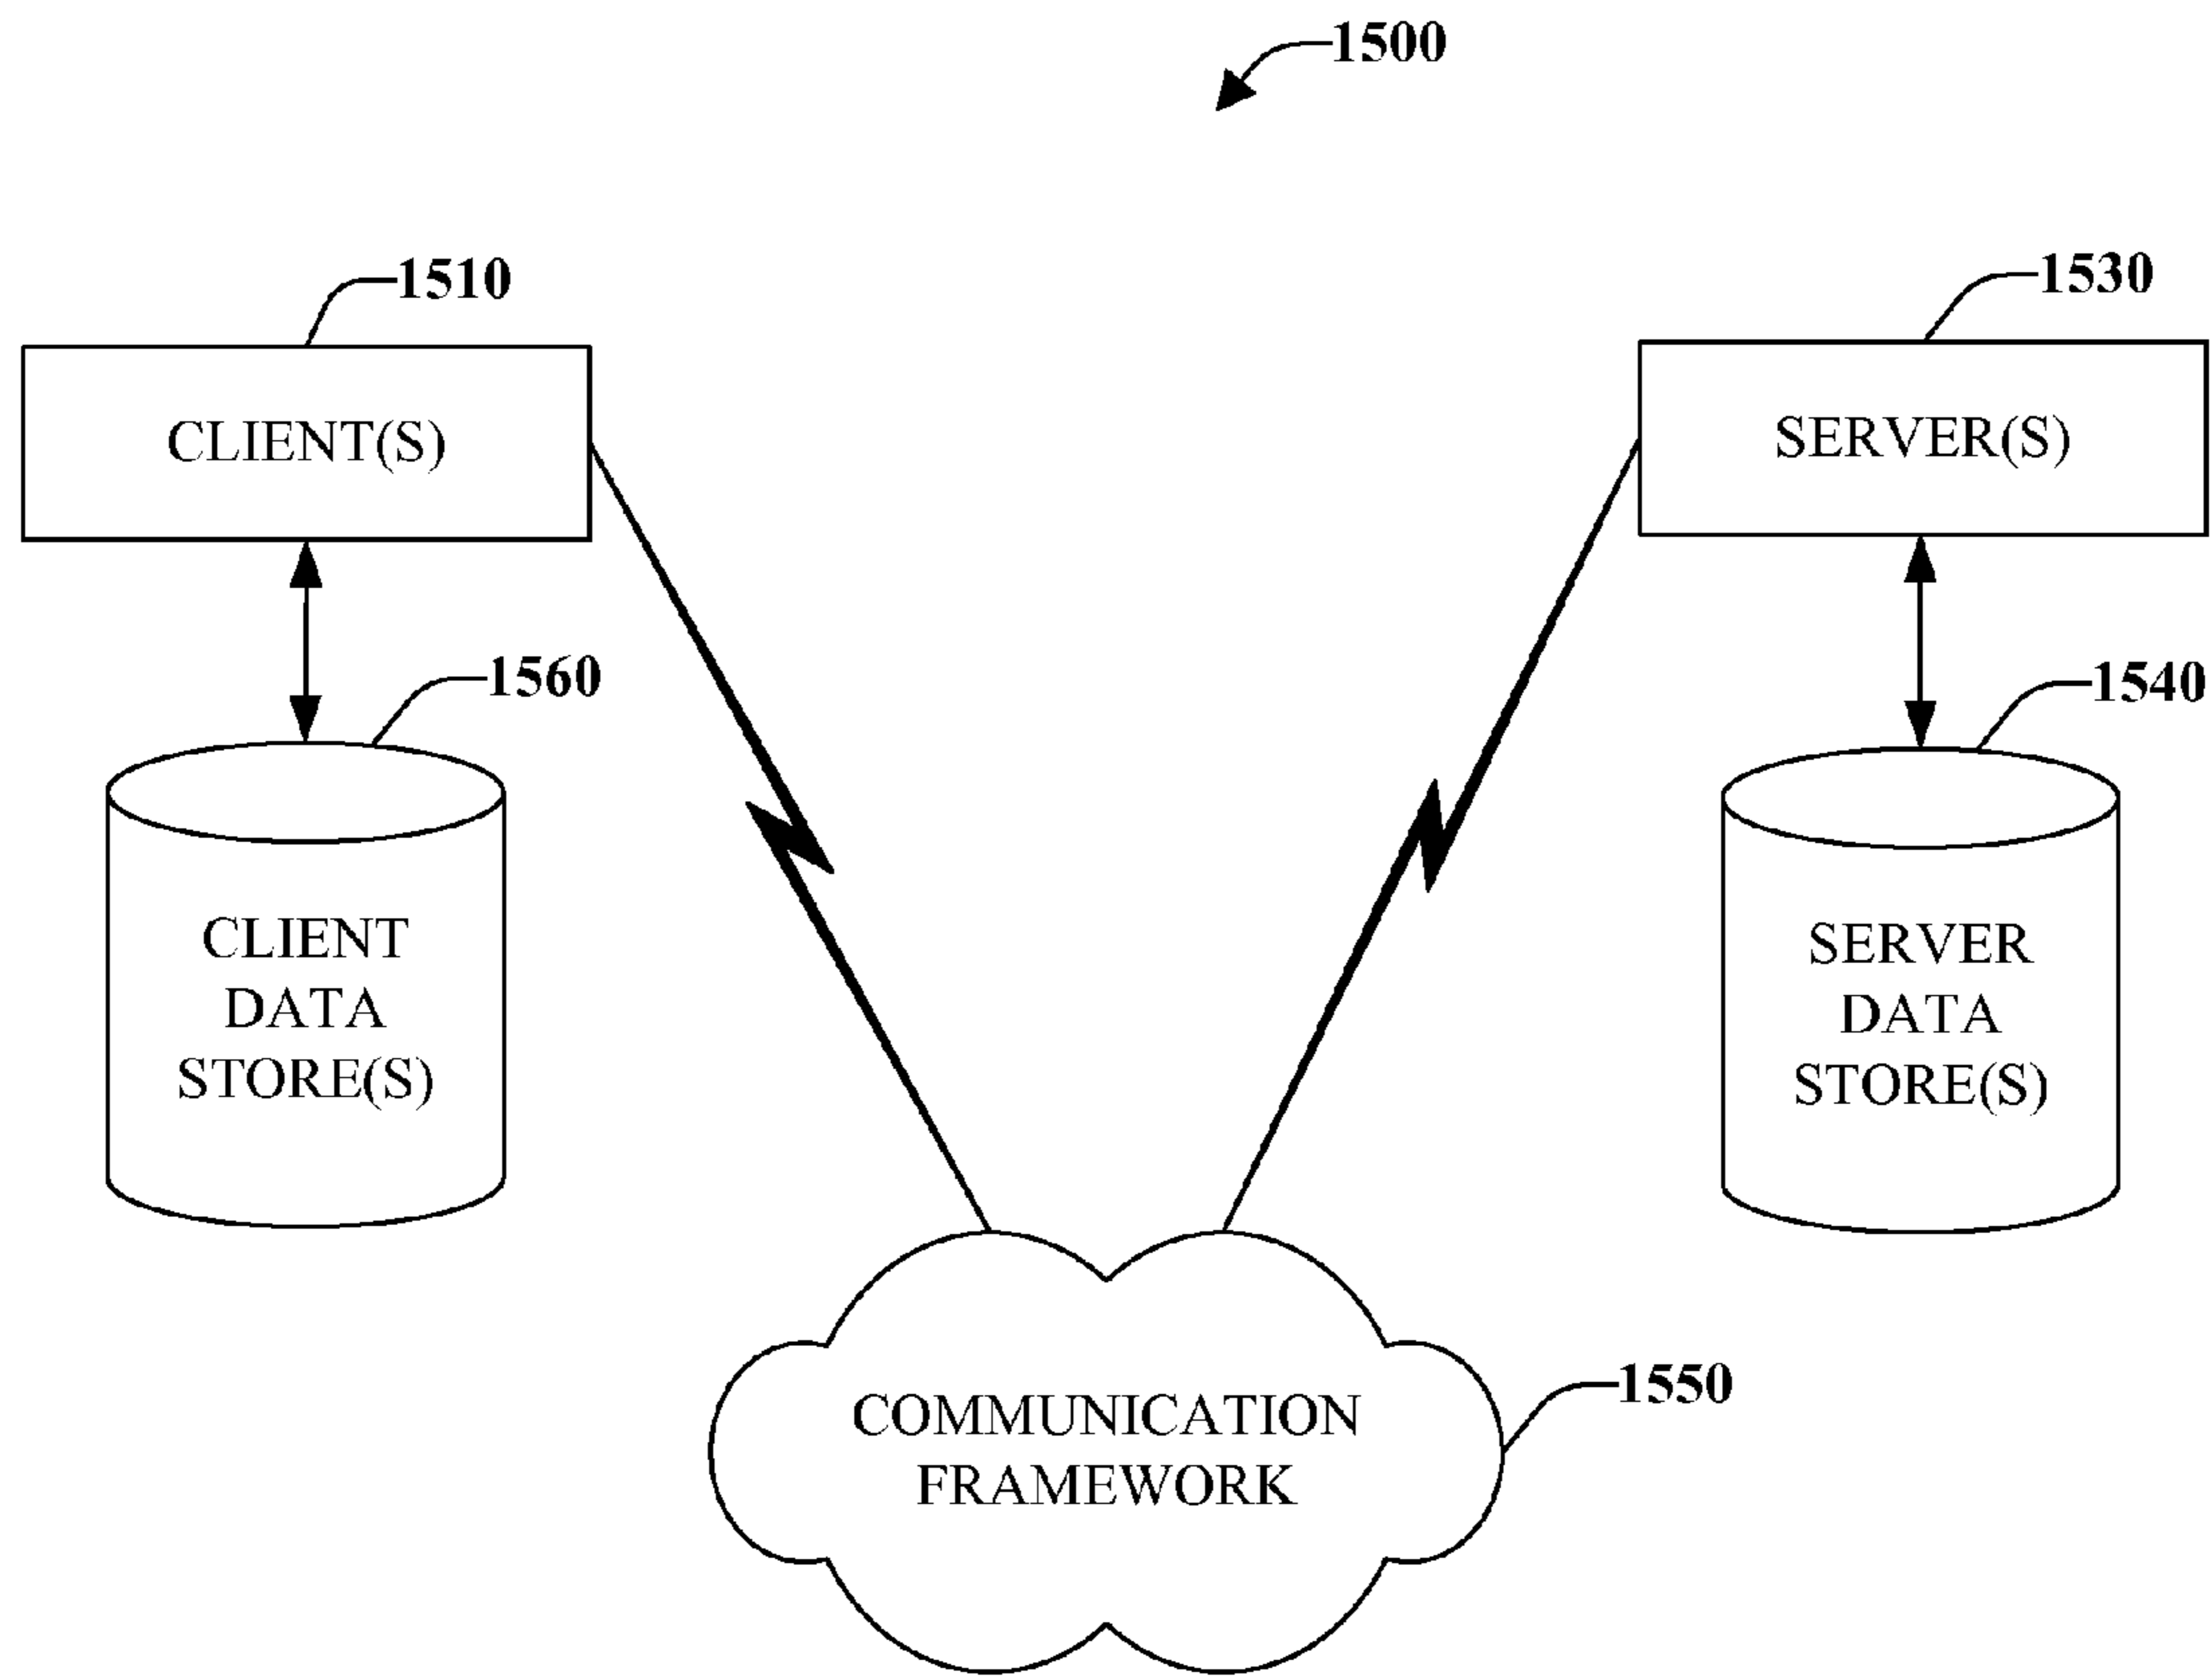 1500
1510
1530
CLIENT(S)
SERVER(S)
1560
1540
CLIENT
DATA
STORE(S)
SERVER
DATA
STORE(S)
1550
COMMUNICATION
FRAMEWORK